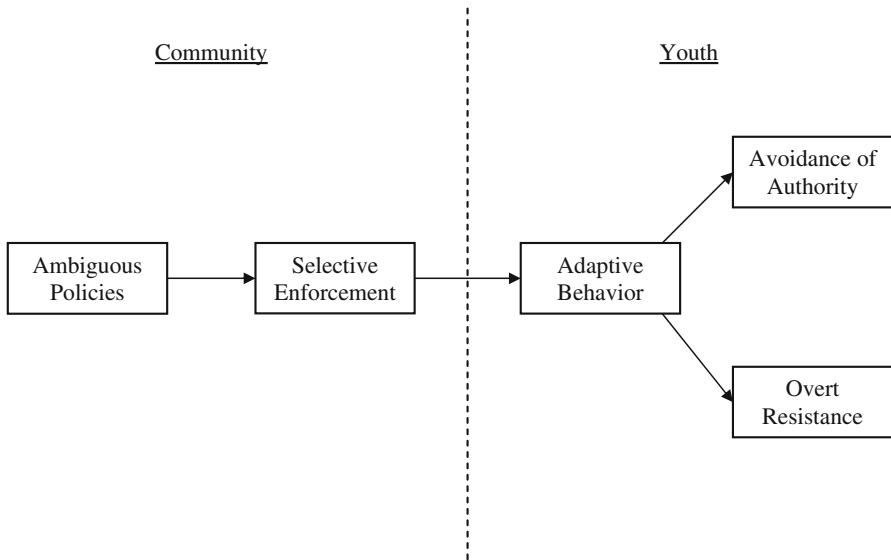 Community
Youth
Avoidance of
Authority
Ambiguous
Policies
Selective
Enforcement
Adaptive
Behavior
Overt
Resistance